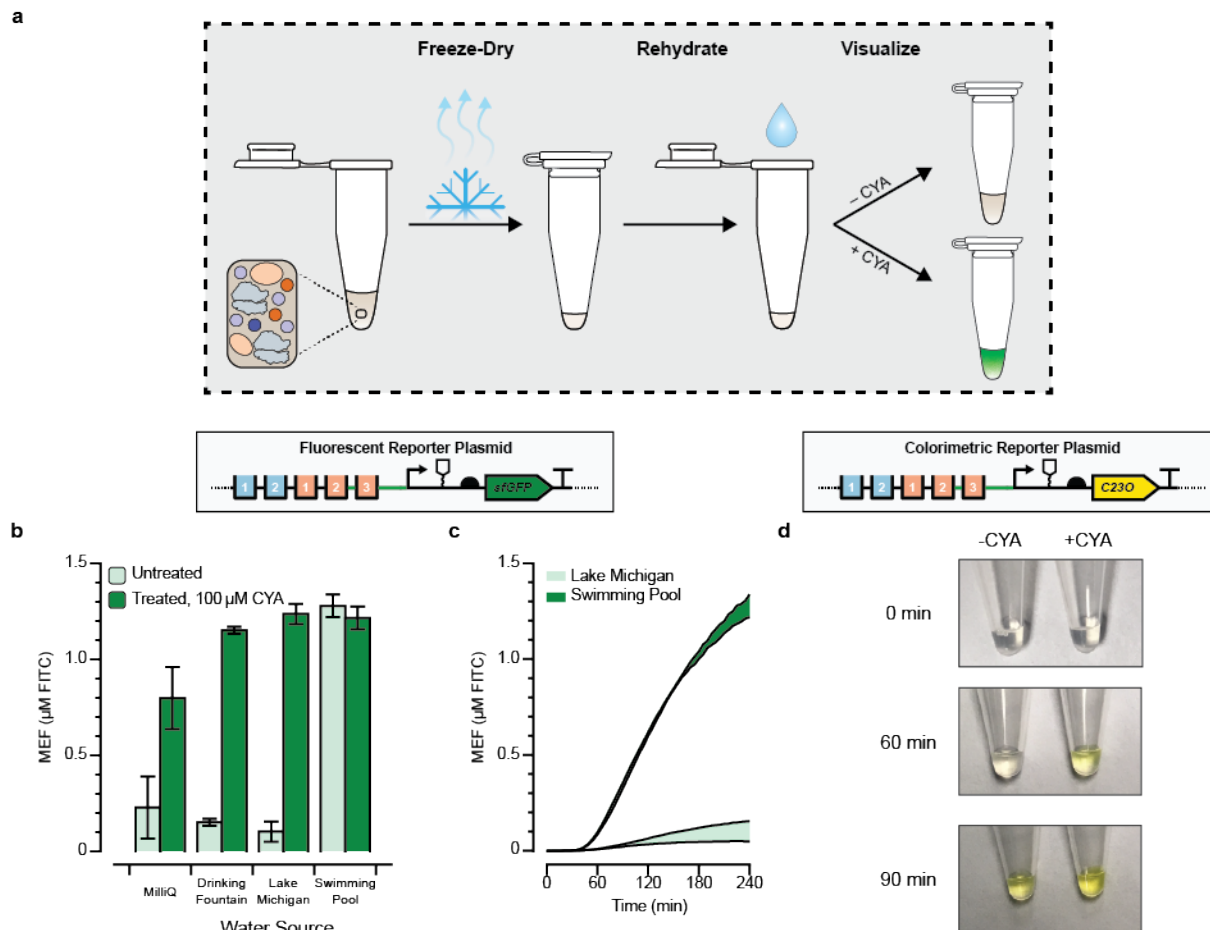 a
Freeze-Dry Rehydrate Visualize
– CYA
+ CYA
Fluorescent Reporter Plasmid
1 2 1 2 3 sfGFP
Colorimetric Reporter Plasmid
1 2 1 2 3 C23O
b
MEF (µM FITC)
1.5
1.0
0.5
0
Untreated
Treated, 100 µM CYA
MilliQ
Drinking
Fountain
Lake
Michigan
Swimming
Pool
Water Source
c
MEF (µM FITC)
1.5
1.0
0.5
0
Lake Michigan
Swimming Pool
0 60 120 180 240
Time (min)
d
-CYA +CYA
0 min
60 min
90 min